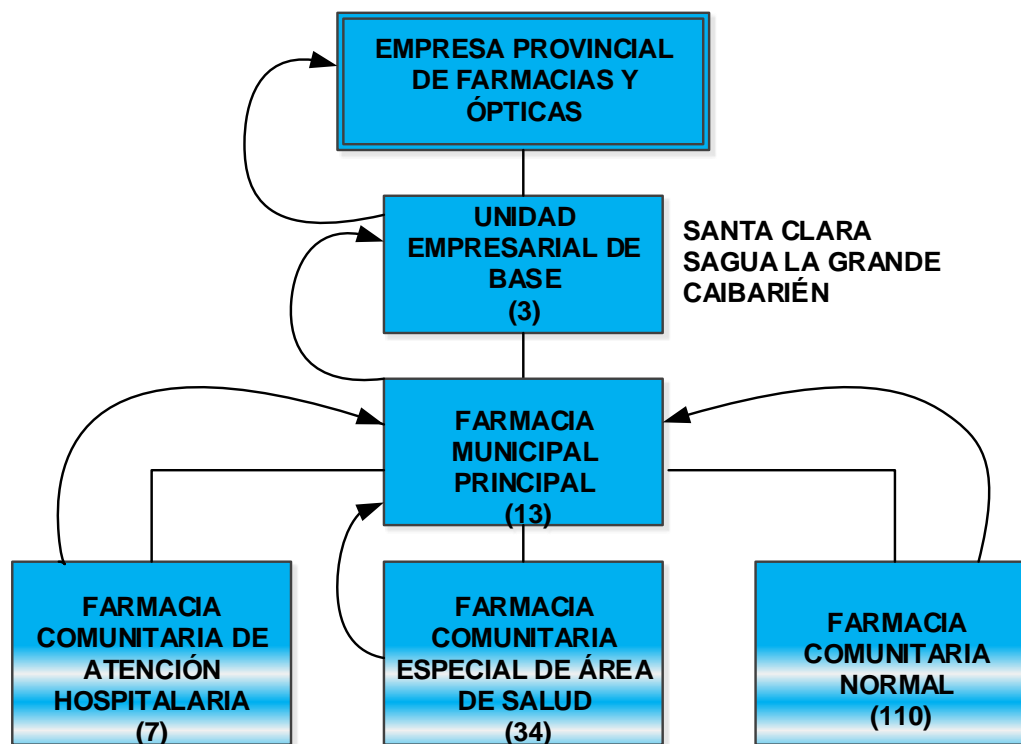 EMPRESA PROVINCIAL
DE FARMACIAS Y
ÓPTICAS
UNIDAD
EMPRESARIAL DE
BASE
(3)
SANTA CLARA
SAGUA LA GRANDE
CAIBARIÉN
FARMACIA
MUNICIPAL
PRINCIPAL
(13)
FARMACIA
COMUNITARIA DE
ATENCIÓN
HOSPITALARIA
(7)
FARMACIA
COMUNITARIA
ESPECIAL DE ÁREA
DE SALUD
(34)
FARMACIA
COMUNITARIA
NORMAL
(110)